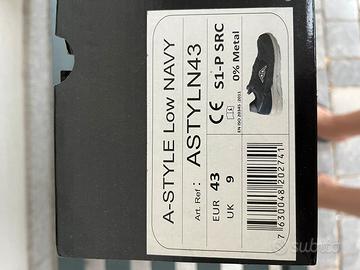 A-STYLE Low NAVY
Art. Ref : ASTYLN43
EUR 43
UK 9
CE S1-P SRC
0% Metal
EN ISO 20345 :2011
7630048202741
subito